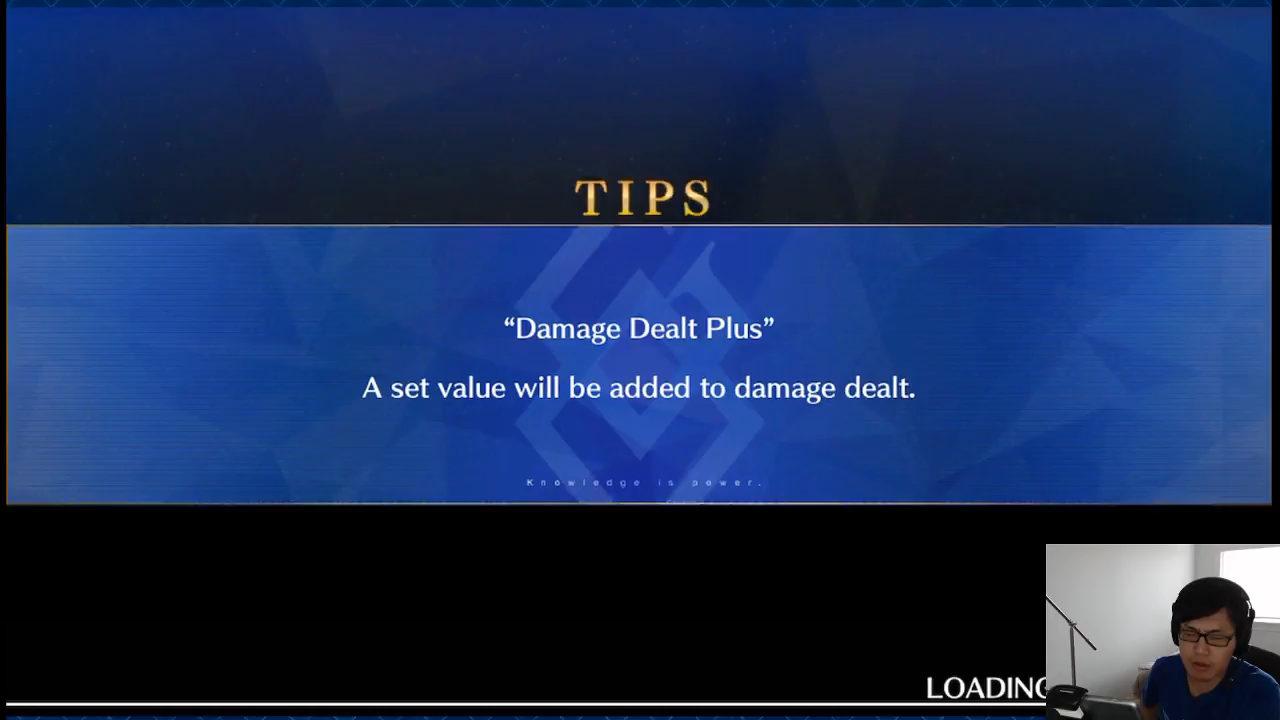 TIPS
“Damage Dealt Plus”
A set value will be added to damage dealt.
Knowledge is power.
LOADING